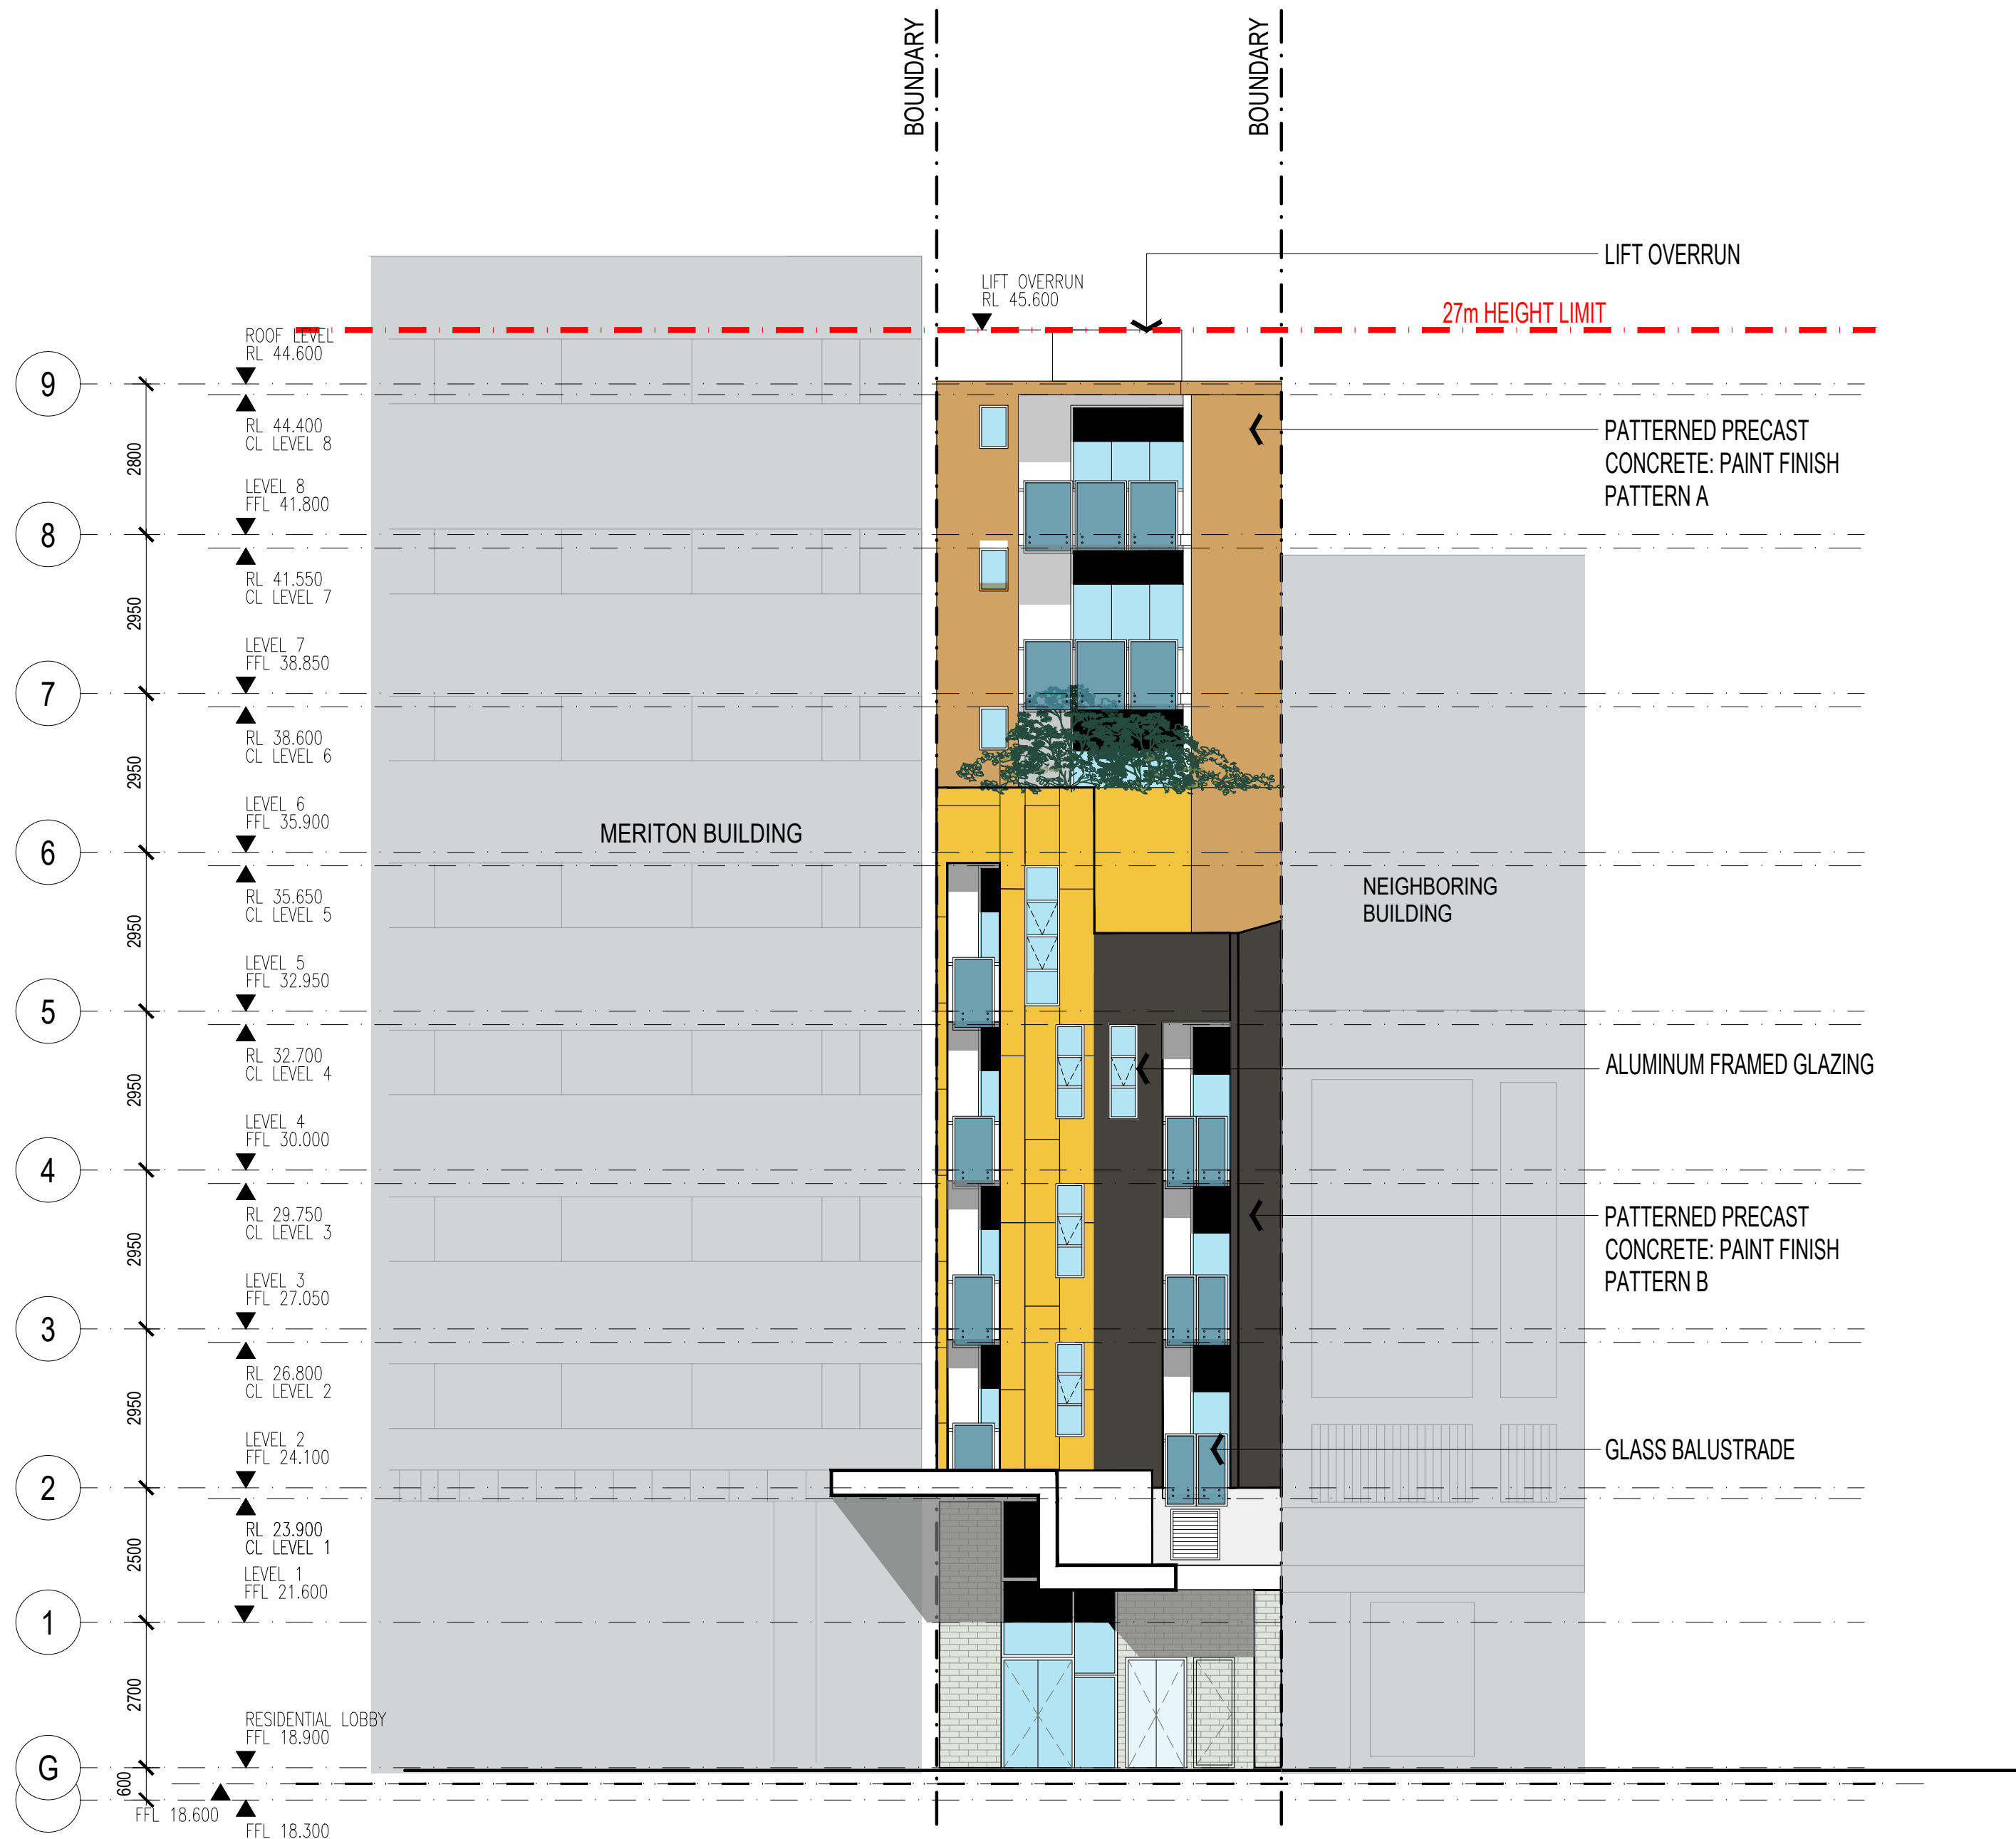 BOUNDARY
BOUNDARY
LIFT OVERRUN
LIFT OVERRUN
RL 45.600
27m HEIGHT LIMIT
ROOF LEVEL
RL 44.600
9
RL 44.400
CL LEVEL 8
PATTERNED PRECAST
CONCRETE: PAINT FINISH
PATTERN A
2800
LEVEL 8
FFL 41.800
8
RL 41.550
CL LEVEL 7
2950
LEVEL 7
FFL 38.850
7
RL 38.600
CL LEVEL 6
2950
LEVEL 6
FFL 35.900
MERITON BUILDING
6
RL 35.650
CL LEVEL 5
NEIGHBORING
BUILDING
2950
LEVEL 5
FFL 32.950
5
RL 32.700
CL LEVEL 4
ALUMINUM FRAMED GLAZING
2950
LEVEL 4
FFL 30.000
4
RL 29.750
CL LEVEL 3
PATTERNED PRECAST
CONCRETE: PAINT FINISH
PATTERN B
2950
LEVEL 3
FFL 27.050
3
RL 26.800
CL LEVEL 2
2950
LEVEL 2
FFL 24.100
GLASS BALUSTRADE
2
RL 23.900
CL LEVEL 1
2500
LEVEL 1
FFL 21.600
1
2700
RESIDENTIAL LOBBY
FFL 18.900
G
600
FFL 18.600
FFL 18.300